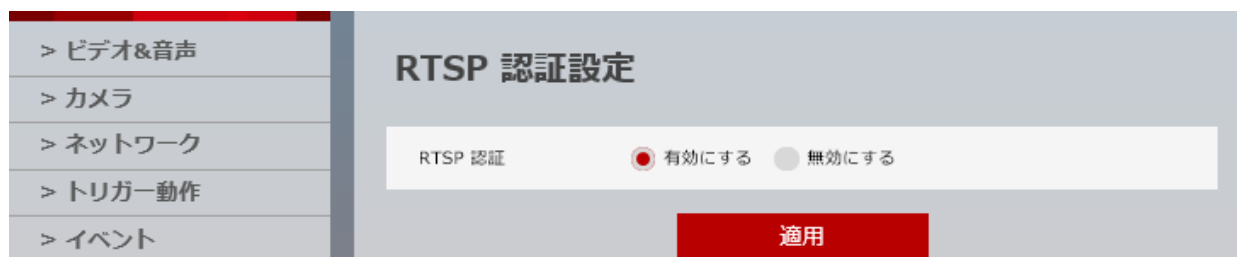 > ビデオ&音声
> カメラ
> ネットワーク
> トリガー動作
> イベント
RTSP 認証設定
RTSP 認証 有効にする 無効にする
適用